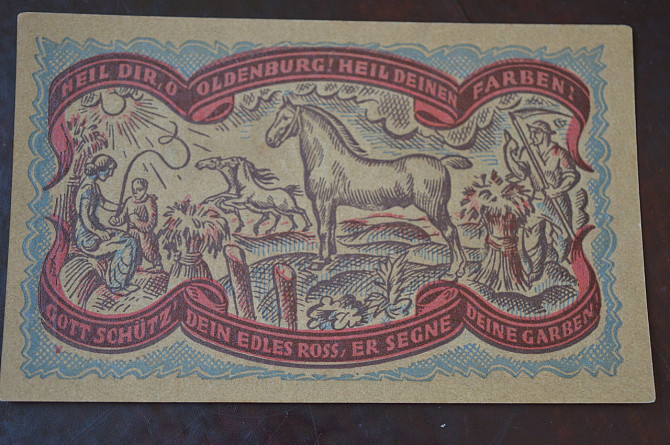 HEIL DIR, O OLDENBURG! HEIL DEINEN FARBEN!
GOTT SCHÜTZ DEIN EDLES ROSS, ER SEGNE DEINE GARBEN!